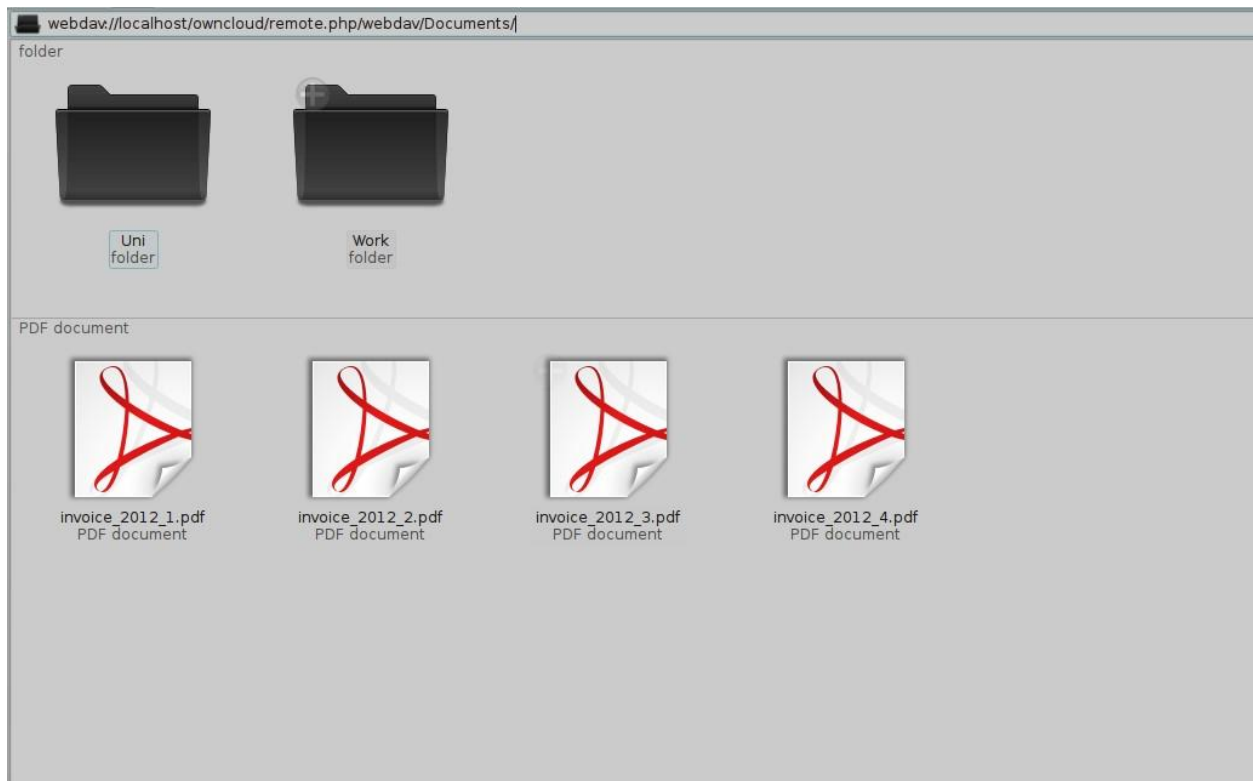 webdav://localhost/owncloud/remote.php/webdav/Documents/
folder
Uni
folder
Work
folder
PDF document
invoice_2012_1.pdf
PDF document
invoice_2012_2.pdf
PDF document
invoice_2012_3.pdf
PDF document
invoice_2012_4.pdf
PDF document